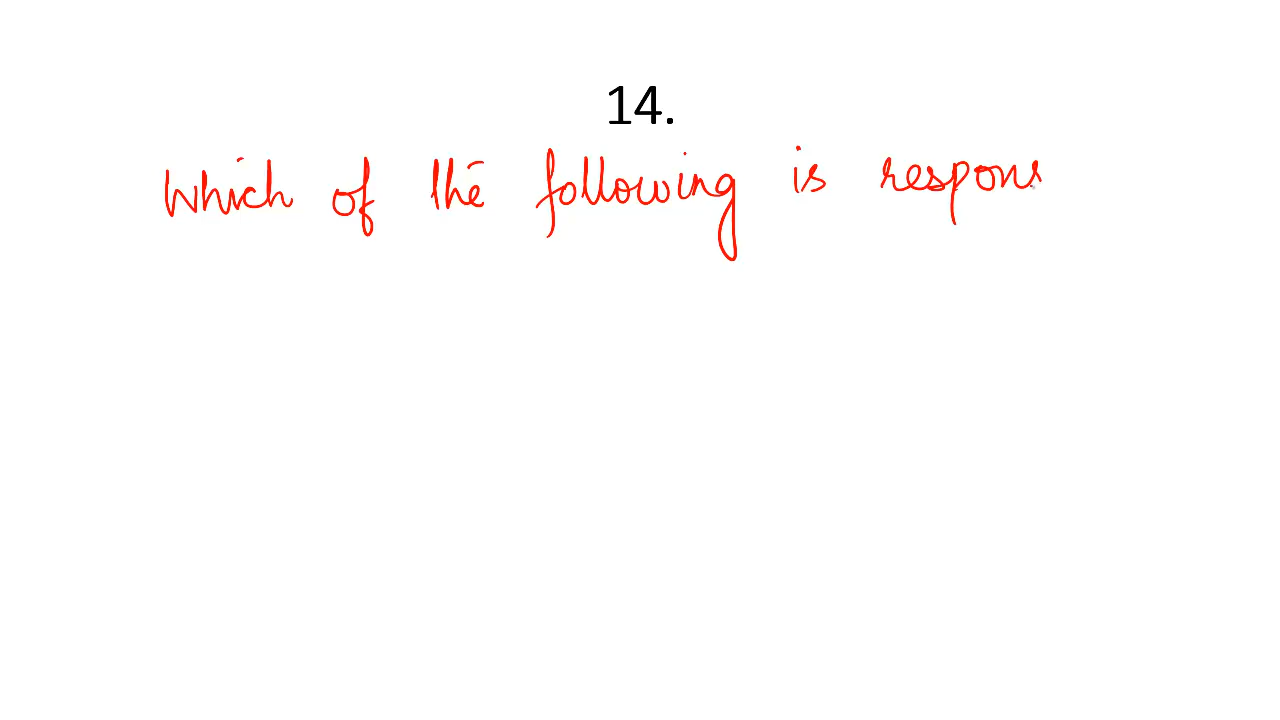 14.
Which of the following is respons